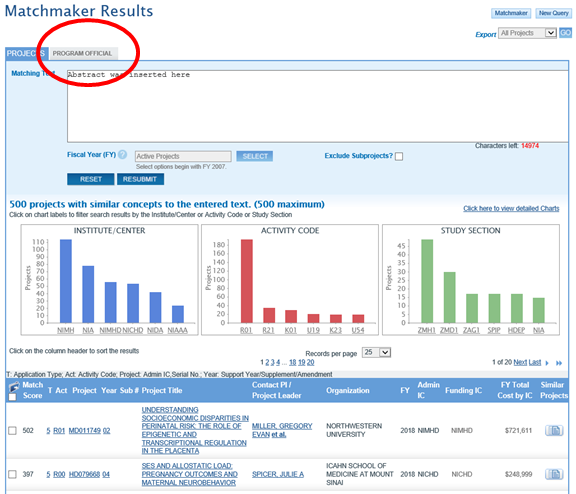 Matchmaker Results
Matchmaker New Query
Export All Projects GO
PROJECTS PROGRAM OFFICIAL
Matching Abstract was inserted here
Characters left: 14974
Fiscal Year (FY) ? Active Projects SELECT Exclude Subprojects?
Select options begin with FY 2007.
RESET RESUBMIT
500 projects with similar concepts to the entered text. (500 maximum)
Click on chart labels to filter search results by the Institute/Center or Activity Code or Study Section
Click here to view detailed Charts
INSTITUTE/CENTER
Projects
110
100
90
80
70
60
50
40
30
20
10
0
NIMH NIA NIMHD NICHD NIDA NIAAA
ACTIVITY CODE
Projects
180
160
140
120
100
80
60
40
20
0
R01 R21 K01 U19 K23 U54
STUDY SECTION
Projects
45
40
35
30
25
20
15
10
5
0
ZMH1 ZMD1 ZAG1 SPIP HDEP NIA
Click on the column header to sort the results
Records per page 25
1 2 3 4 ... 18 19 20
1 of 20 Next Last
T: Application Type; Act: Activity Code; Project: Admin IC,Serial No.; Year: Support Year/Supplement/Amendment
Match Score T Act Project Year Sub # Project Title Contact PI / Project Leader Organization FY Admin IC Funding IC FY Total Cost by IC Similar Projects
502 5 R01 MD011749 02
UNDERSTANDING
SOCIOECONOMIC DISPARITIES IN
PERINATAL RISK: THE ROLE OF
EPIGENETIC AND
TRANSCRIPTIONAL REGULATION
IN THE PLACENTA
MILLER, GREGORY
EVAN et al.
NORTHWESTERN
UNIVERSITY
2018 NIMHD NIMHD $721,611
397 5 R00 HD079668 04
SES AND ALLOSTATIC LOAD:
PREGNANCY OUTCOMES AND
MATERNAL NEUROBEHAVIOR
SPICER, JULIE A
ICAHN SCHOOL OF
MEDICINE AT MOUNT
SINAI
2018 NICHD NICHD $248,999